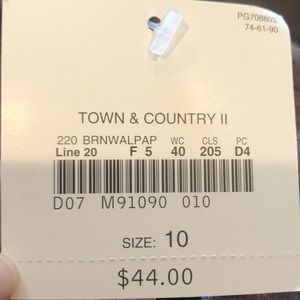 PG708803
74-61-90
TOWN & COUNTRY II
220 BRNWALPAP WC CLS PC
Line 20 F 5 40 205 D4
D07 M91090 010
SIZE: 10
$44.00